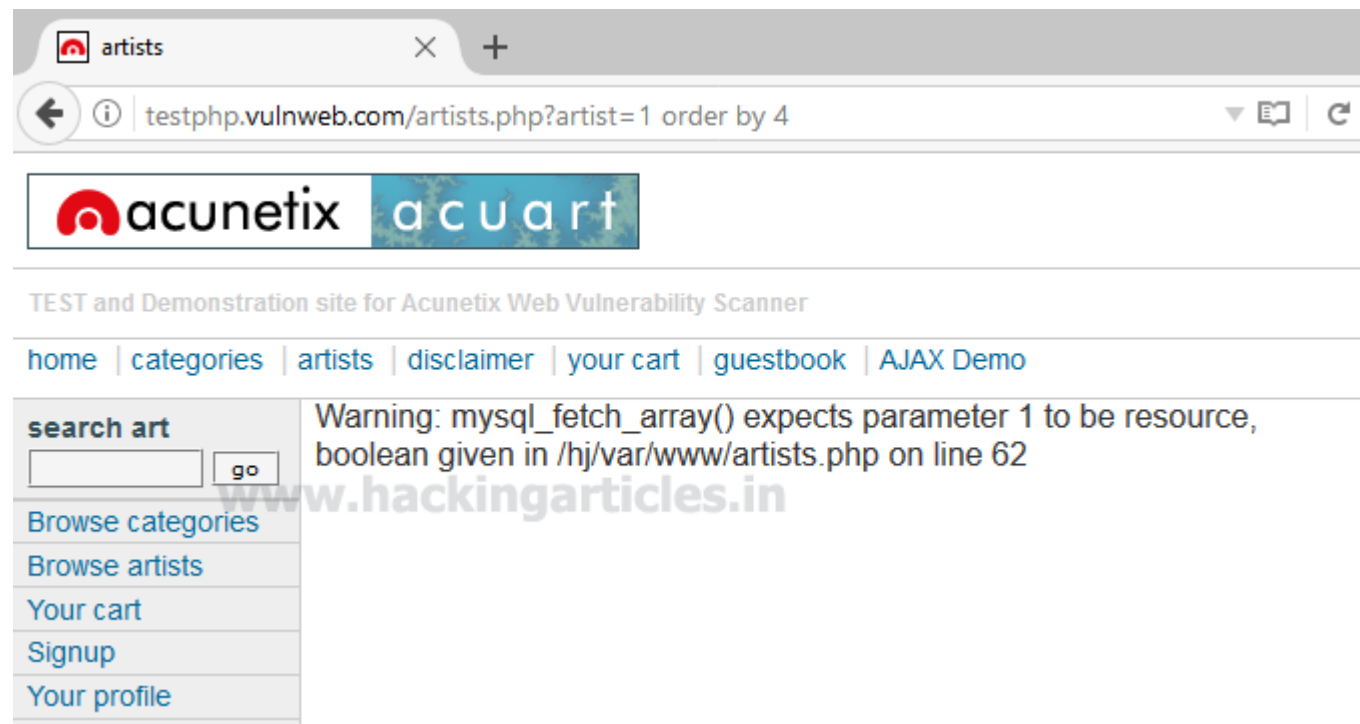 artists
testphp.vulnweb.com/artists.php?artist=1 order by 4
acunetix acuart
TEST and Demonstration site for Acunetix Web Vulnerability Scanner
home | categories | artists | disclaimer | your cart | guestbook | AJAX Demo
search art
go
Browse categories
Browse artists
Your cart
Signup
Your profile
Warning: mysql_fetch_array() expects parameter 1 to be resource,
boolean given in /hj/var/www/artists.php on line 62
www.hackingarticles.in